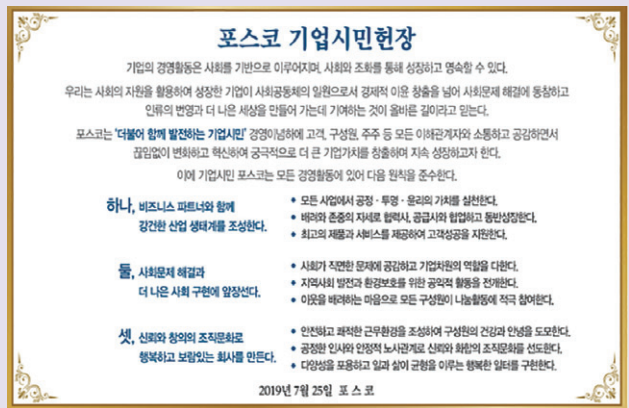 포스코 기업시민헌장
기업의 경영활동은 사회를 기반으로 이루어지며, 사회와 조화를 통해 성장하고 영속할 수 있다.
우리는 사회의 자원을 활용하여 성장한 기업이 사회공동체의 일원으로서 경제적 이윤 창출을 넘어 사회문제 해결에 동참하고
인류의 번영과 더 나은 세상을 만들어 가는데 기여하는 것이 올바른 길이라고 믿는다.
포스코는 '더불어 함께 발전하는 기업시민' 경영이념하에 고객, 구성원, 주주 등 모든 이해관계자와 소통하고 공감하면서
끊임없이 변화하고 혁신하여 궁극적으로 더 큰 기업가치를 창출하며 지속 성장하고자 한다.
이에 기업시민 포스코는 모든 경영활동에 있어 다음 원칙을 준수한다.
하나, 비즈니스 파트너와 함께
강건한 산업 생태계를 조성한다.
◆ 모든 사업에서 공정·투명·윤리의 가치를 실천한다.
◆ 배려와 존중의 자세로 협력사, 공급사와 협업하고 동반성장한다.
◆ 최고의 제품과 서비스를 제공하여 고객성공을 지원한다.
둘, 사회문제 해결과
더 나은 사회 구현에 앞장선다.
◆ 사회가 직면한 문제에 공감하고 기업차원의 역할을 다한다.
◆ 지역사회 발전과 환경보호를 위한 공익적 활동을 전개한다.
◆ 이웃을 배려하는 마음으로 모든 구성원이 나눔활동에 적극 참여한다.
셋, 신뢰와 창의의 조직문화로
행복하고 보람있는 회사를 만든다.
◆ 안전하고 쾌적한 근무환경을 조성하여 구성원의 건강과 안녕을 도모한다.
◆ 공정한 인사와 안정적 노사관계로 신뢰와 화합의 조직문화를 선도한다.
◆ 다양성을 포용하고 일과 삶이 균형을 이루는 행복한 일터를 구현한다.
2019년 7월 25일 포스코